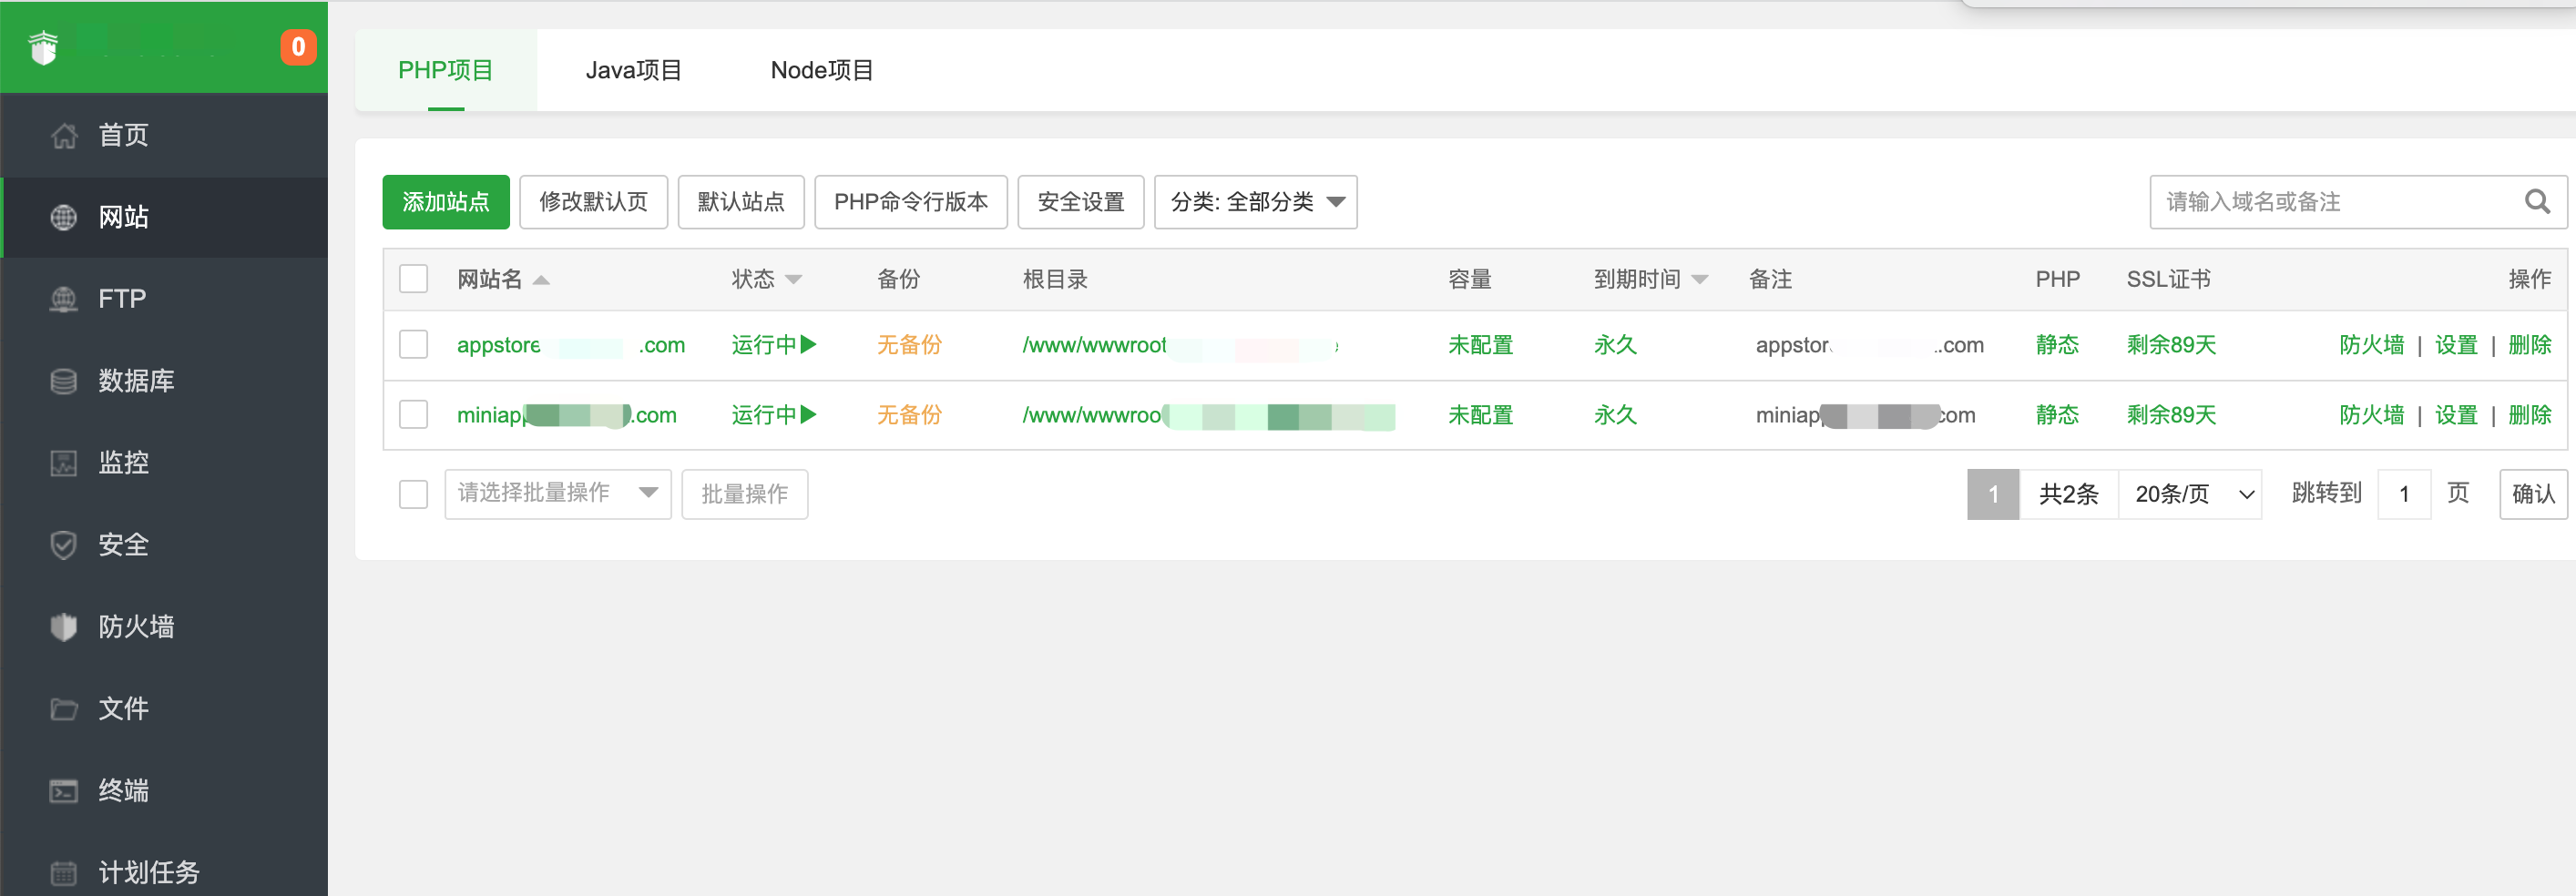 0
首页
网站
FTP
数据库
监控
安全
防火墙
文件
终端
计划任务
PHP项目 Java项目 Node项目
添加站点 修改默认页 默认站点 PHP命令行版本 安全设置 分类: 全部分类 请输入域名或备注
网站名 状态 备份 根目录 容量 到期时间 备注 PHP SSL证书 操作
appstore .com 运行中 无备份 /www/wwwroot 未配置 永久 appstor .com 静态 剩余89天 防火墙 | 设置 | 删除
miniap .com 运行中 无备份 /www/wwwroo 未配置 永久 miniap com 静态 剩余89天 防火墙 | 设置 | 删除
请选择批量操作 批量操作 1 共2条 20条/页 跳转到 1 页 确认